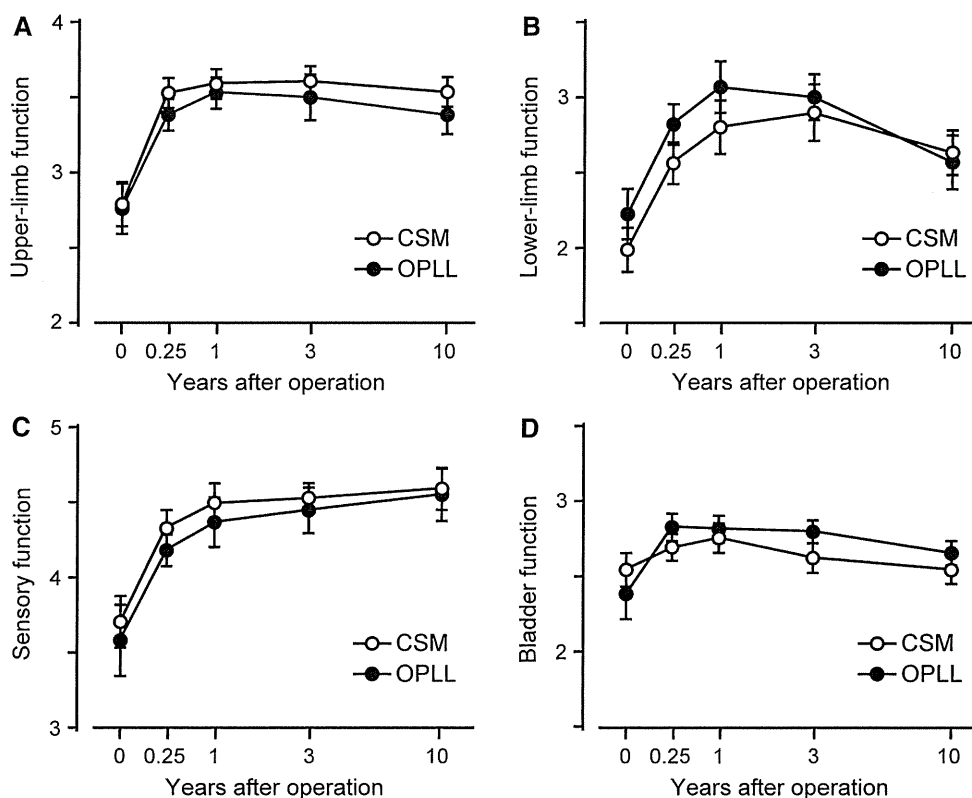 A
4
3
2
Upper-limb function
CSM
OPLL
0 0.25 1 3 10
Years after operation
B
3
2
Lower-limb function
CSM
OPLL
0 0.25 1 3 10
Years after operation
C
5
4
3
Sensory function
CSM
OPLL
0 0.25 1 3 10
Years after operation
D
3
2
Bladder function
CSM
OPLL
0 0.25 1 3 10
Years after operation